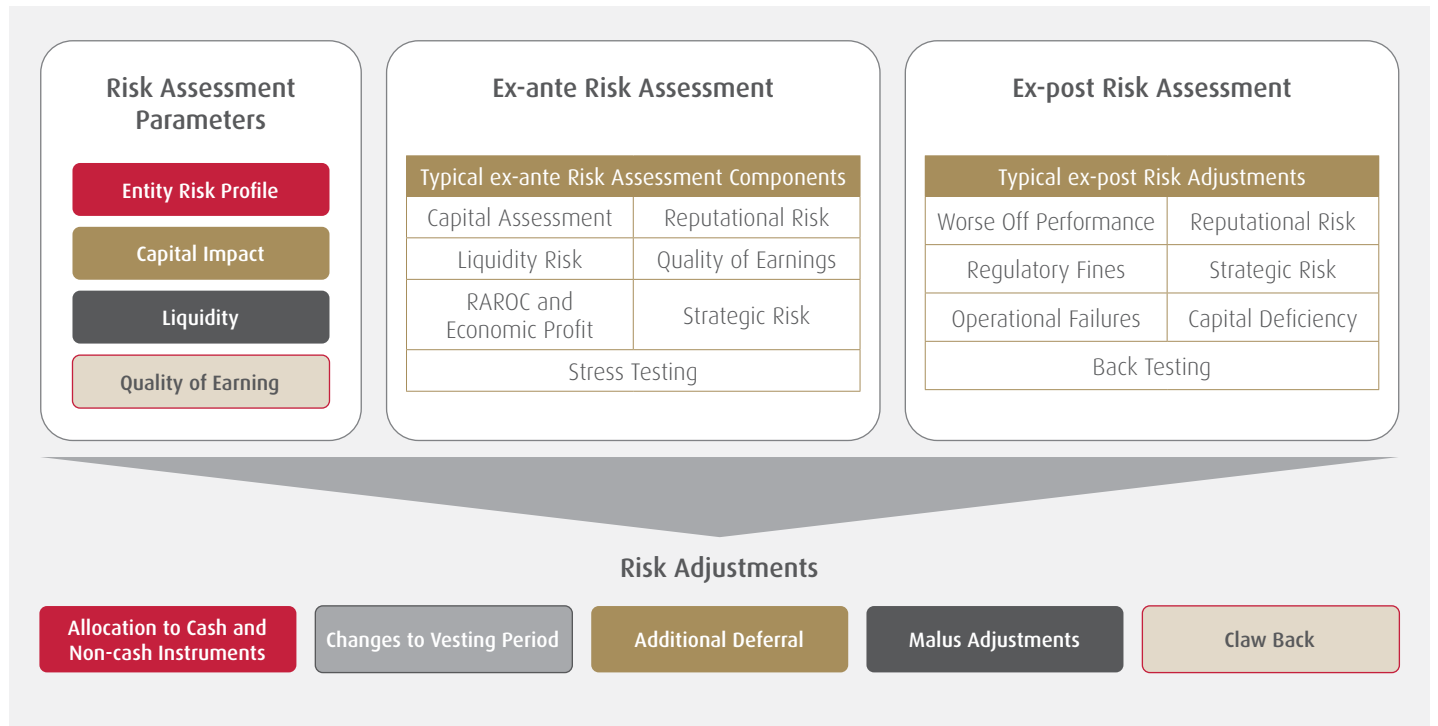 Risk Assessment
Parameters
Entity Risk Profile
Capital Impact
Liquidity
Quality of Earning
Ex-ante Risk Assessment
Typical ex-ante Risk Assessment Components
Capital Assessment
Reputational Risk
Liquidity Risk
Quality of Earnings
RAROC and
Economic Profit
Strategic Risk
Stress Testing
Ex-post Risk Assessment
Typical ex-post Risk Adjustments
Worse Off Performance
Reputational Risk
Regulatory Fines
Strategic Risk
Operational Failures
Capital Deficiency
Back Testing
Risk Adjustments
Allocation to Cash and
Non-cash Instruments
Changes to Vesting Period
Additional Deferral
Malus Adjustments
Claw Back